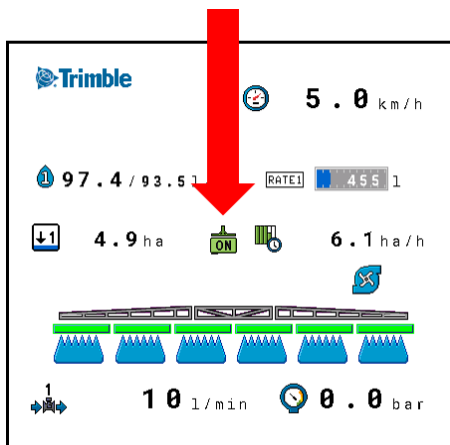 Trimble
5.0 km/h
1 97.4/93.5l RATE1 455 l
1 4.9 ha ON 6.1 ha/h
1 10 l/min 0.0 bar